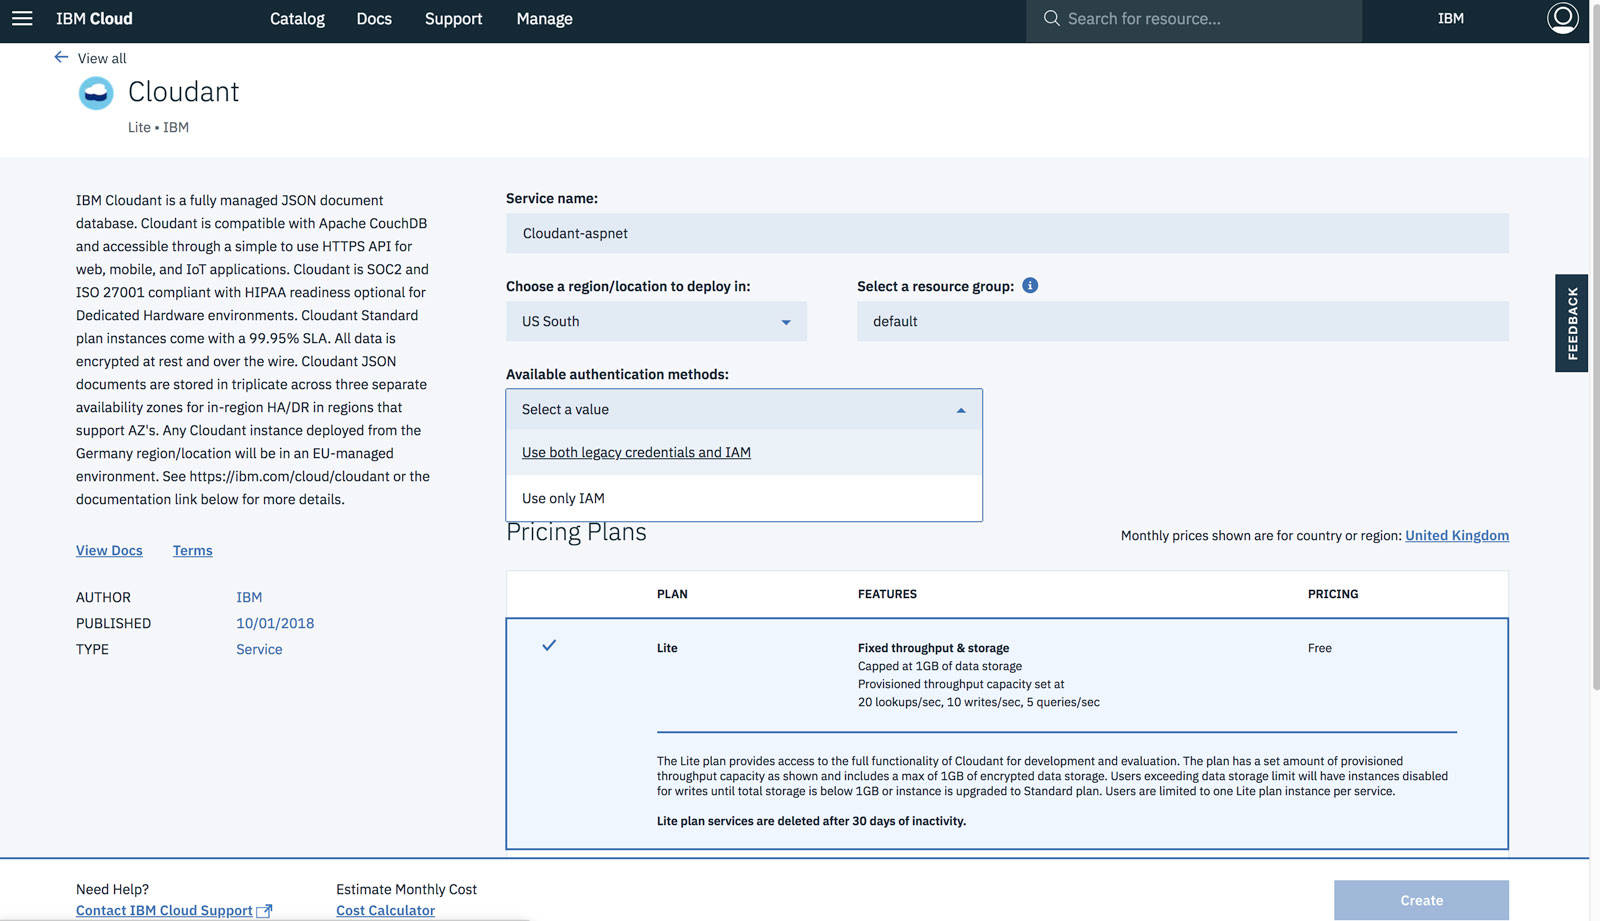 IBM Cloud
Catalog
Docs
Support
Manage
Search for resource...
IBM
View all
Cloudant
Lite • IBM
IBM Cloudant is a fully managed JSON document
database. Cloudant is compatible with Apache CouchDB
and accessible through a simple to use HTTPS API for
web, mobile, and IoT applications. Cloudant is SOC2 and
ISO 27001 compliant with HIPAA readiness optional for
Dedicated Hardware environments. Cloudant Standard
plan instances come with a 99.95% SLA. All data is
encrypted at rest and over the wire. Cloudant JSON
documents are stored in triplicate across three separate
availability zones for in-region HA/DR in regions that
support AZ's. Any Cloudant instance deployed from the
Germany region/location will be in an EU-managed
environment. See https://ibm.com/cloud/cloudant or the
documentation link below for more details.
View Docs
Terms
AUTHOR IBM
PUBLISHED 10/01/2018
TYPE Service
Service name:
Cloudant-aspnet
Choose a region/location to deploy in:
US South
Select a resource group:
default
Available authentication methods:
Select a value
Use both legacy credentials and IAM
Use only IAM
Pricing Plans
Monthly prices shown are for country or region: United Kingdom
PLAN FEATURES PRICING
Lite
Fixed throughput & storage
Capped at 1GB of data storage
Provisioned throughput capacity set at
20 lookups/sec, 10 writes/sec, 5 queries/sec
Free
The Lite plan provides access to the full functionality of Cloudant for development and evaluation. The plan has a set amount of provisioned
throughput capacity as shown and includes a max of 1GB of encrypted data storage. Users exceeding data storage limit will have instances disabled
for writes until total storage is below 1GB or instance is upgraded to Standard plan. Users are limited to one Lite plan instance per service.
Lite plan services are deleted after 30 days of inactivity.
FEEDBACK
Need Help?
Contact IBM Cloud Support
Estimate Monthly Cost
Cost Calculator
Create